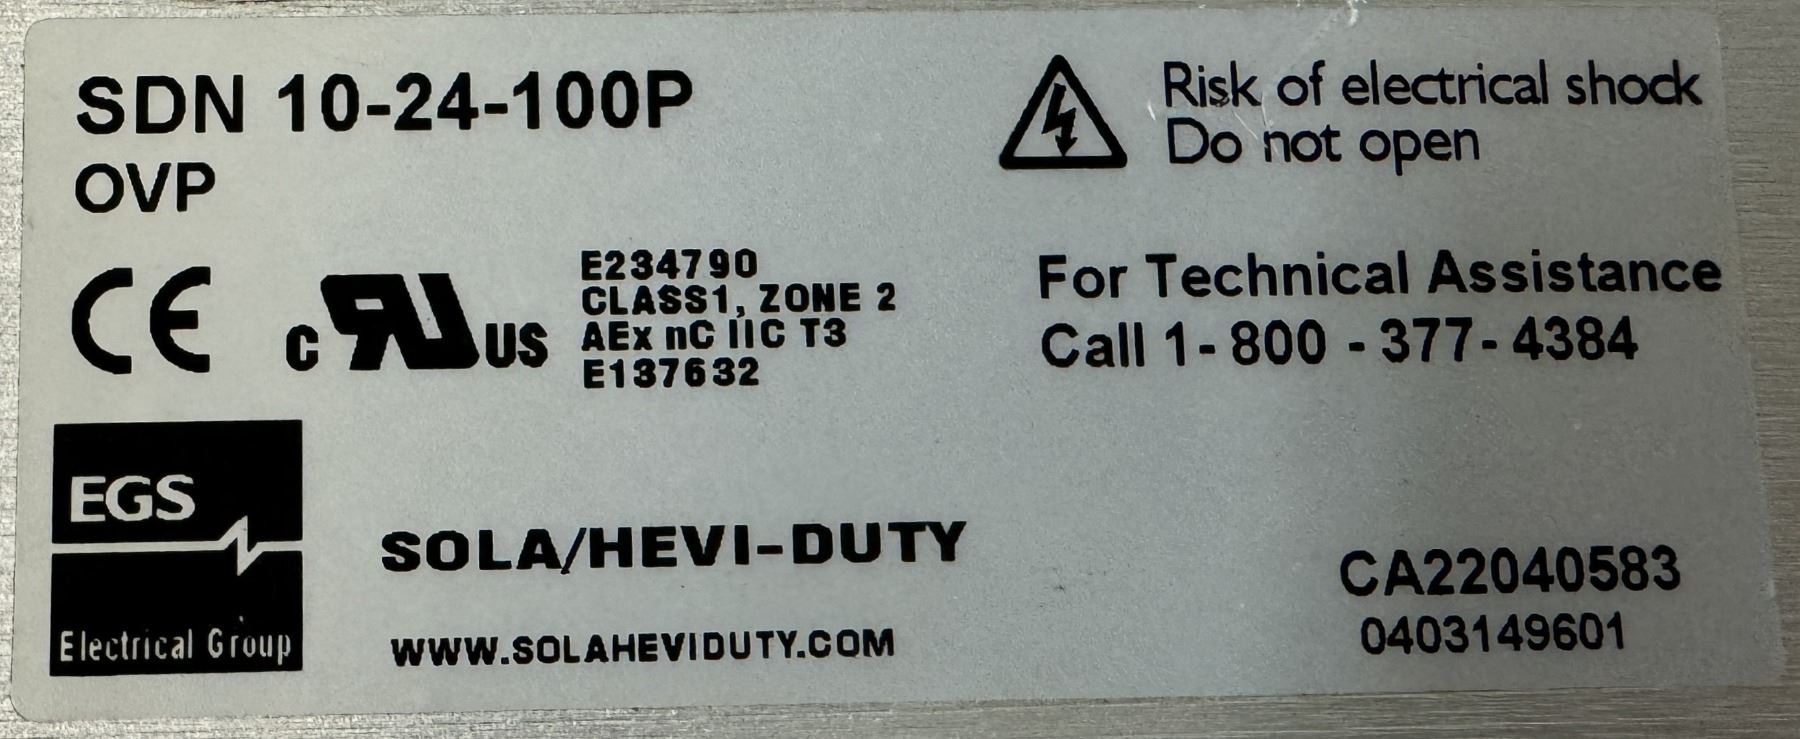 SDN 10-24-100P
OVP
Risk of electrical shock
Do not open
CE
c RU US
E234790
CLASS1, ZONE 2
AEx nC IIC T3
E137632
For Technical Assistance
Call 1-800-377-4384
EGS
Electrical Group
SOLA/HEVI-DUTY
WWW.SOLAHEVIDUTY.COM
CA22040583
0403149601